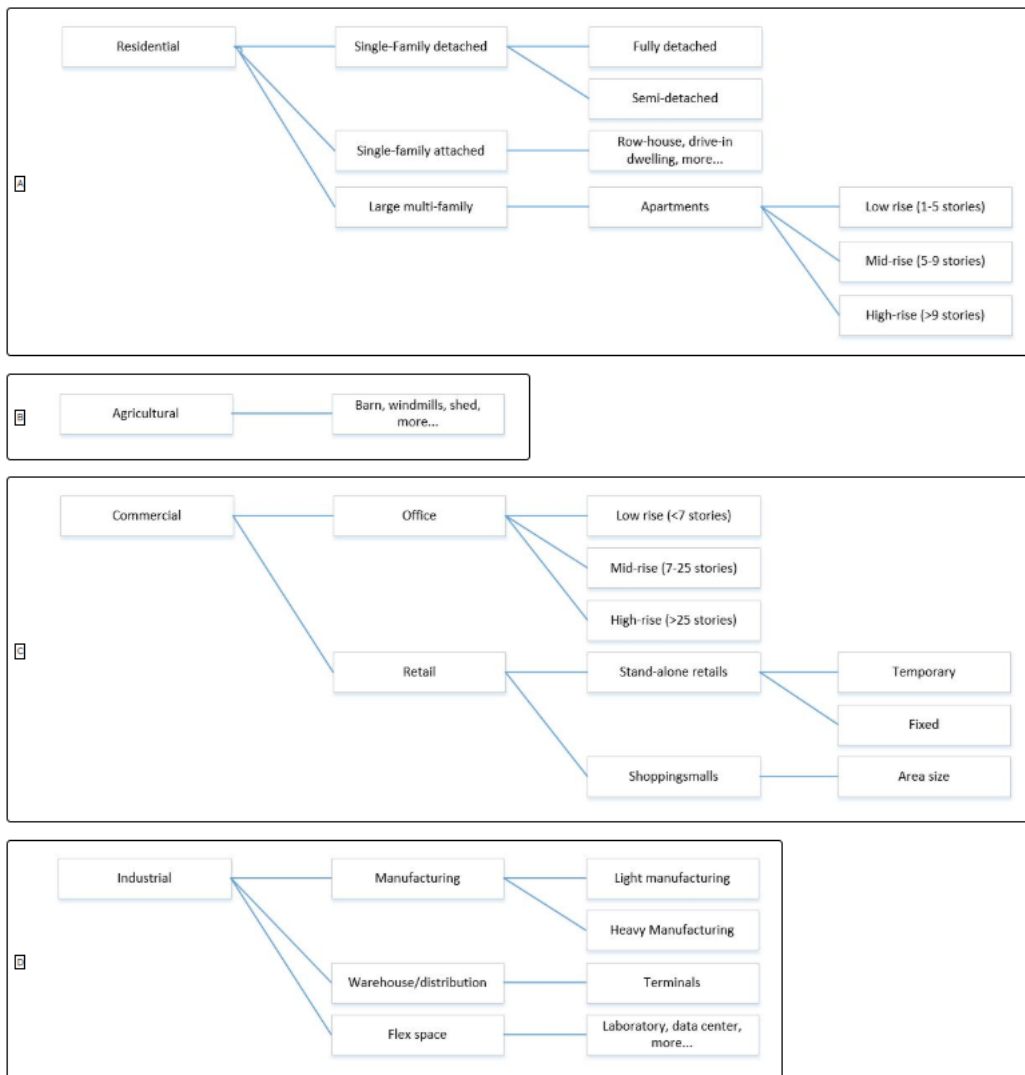 Residential
Single-Family detached
Fully detached
Semi-detached
Single-family attached
Row-house, drive-in
dwelling, more...
A
Large multi-family
Apartments
Low rise (1-5 stories)
Mid-rise (5-9 stories)
High-rise (>9 stories)
B
Agricultural
Barn, windmills, shed,
more...
Commercial
Office
Low rise (<7 stories)
Mid-rise (7-25 stories)
High-rise (>25 stories)
C
Retail
Stand-alone retails
Temporary
Fixed
Shoppingsmalls
Area size
Industrial
Manufacturing
Light manufacturing
Heavy Manufacturing
D
Warehouse/distribution
Terminals
Flex space
Laboratory, data center,
more...